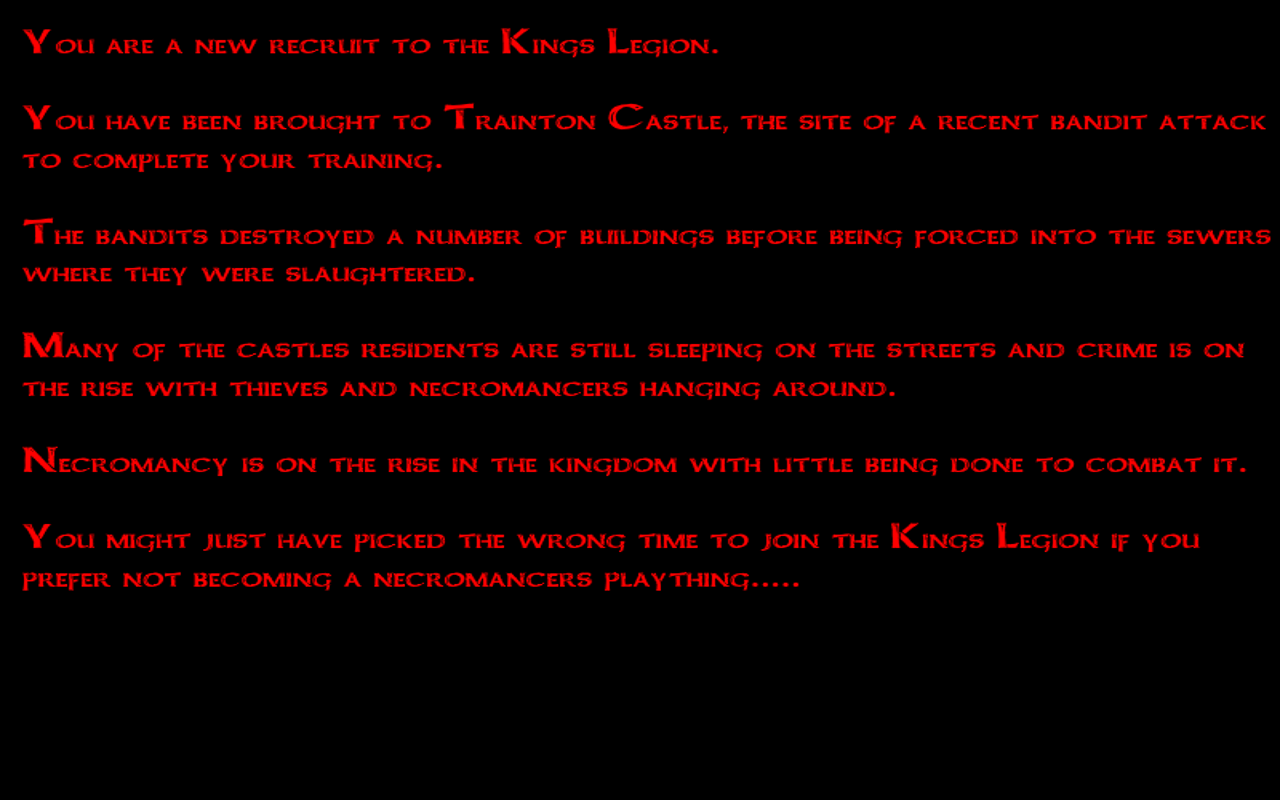 You are a new recruit to the Kings Legion.
You have been brought to Trainton Castle, the site of a recent bandit attack
to complete your training.
The bandits destroyed a number of buildings before being forced into the sewers
where they were slaughtered.
Many of the castles residents are still sleeping on the streets and crime is on
the rise with thieves and necromancers hanging around.
Necromancy is on the rise in the kingdom with little being done to combat it.
You might just have picked the wrong time to join the Kings Legion if you
prefer not becoming a necromancers plaything.....